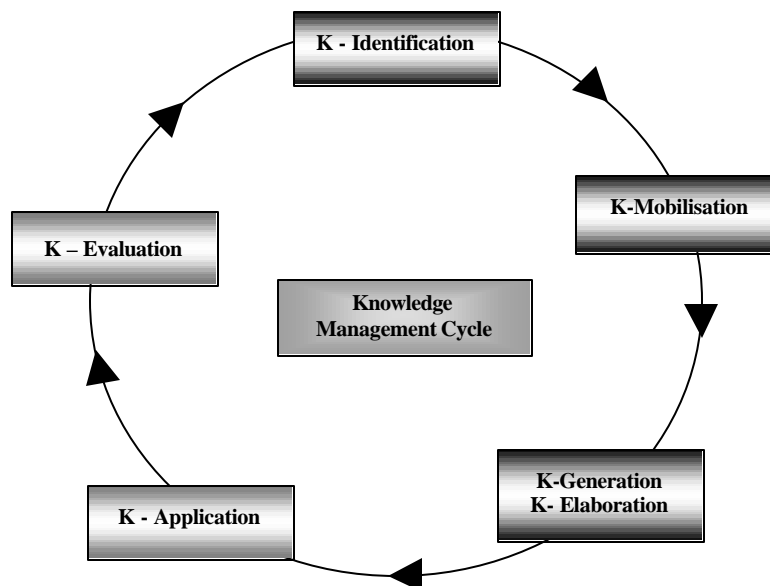 K - Identification
K-Mobilisation
K – Evaluation
Knowledge
Management Cycle
K-Generation
K- Elaboration
K - Application